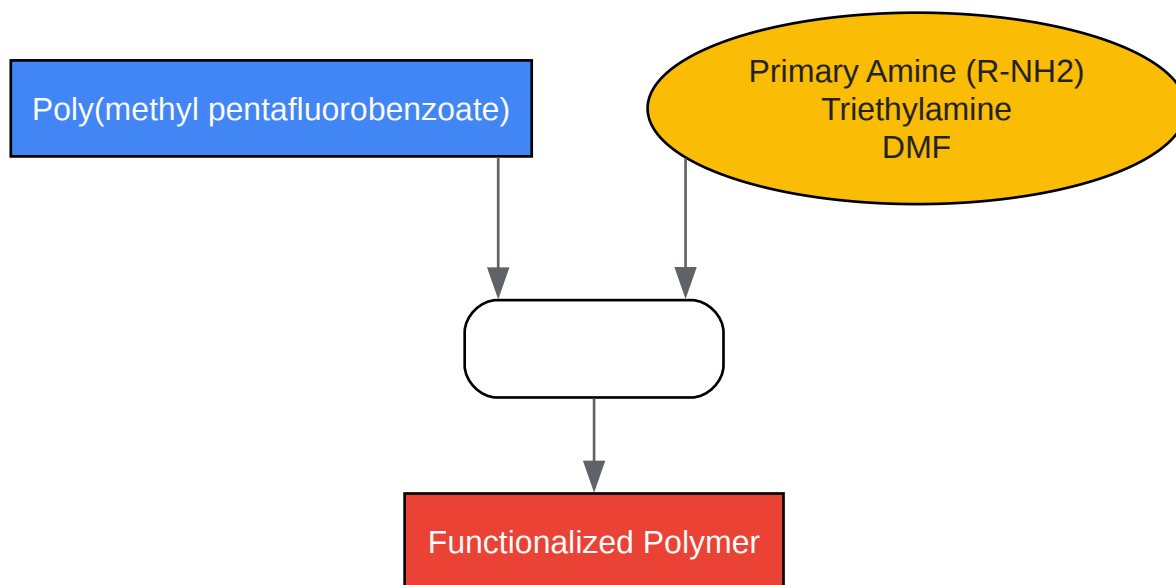 Poly(methyl pentafluorobenzoate)
Primary Amine (R-NH2)
Triethylamine
DMF
Functionalized Polymer